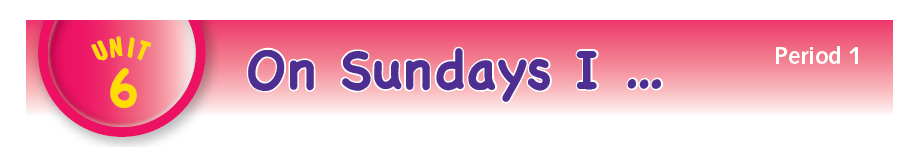 UNIT
6
On Sundays I ...
Period 1